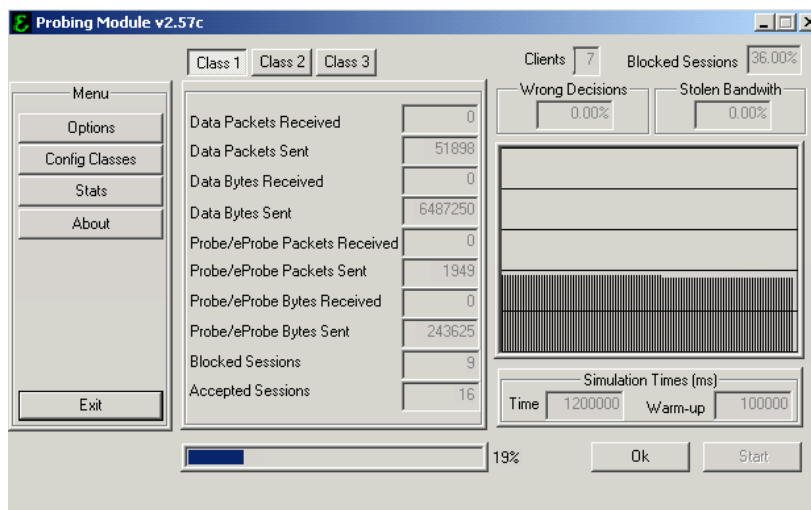 Probing Module v2.57c
Class 1 Class 2 Class 3
Clients 7 Blocked Sessions 36.00%
Menu
Options
Config Classes
Stats
About
Exit
Data Packets Received 0
Data Packets Sent 51898
Data Bytes Received 0
Data Bytes Sent 6487250
Probe/eProbe Packets Received 0
Probe/eProbe Packets Sent 1949
Probe/eProbe Bytes Received 0
Probe/eProbe Bytes Sent 243625
Blocked Sessions 9
Accepted Sessions 16
Wrong Decisions
0.00%
Stolen Bandwith
0.00%
Simulation Times (ms)
Time 1200000 Warm-up 100000
19% Ok Start